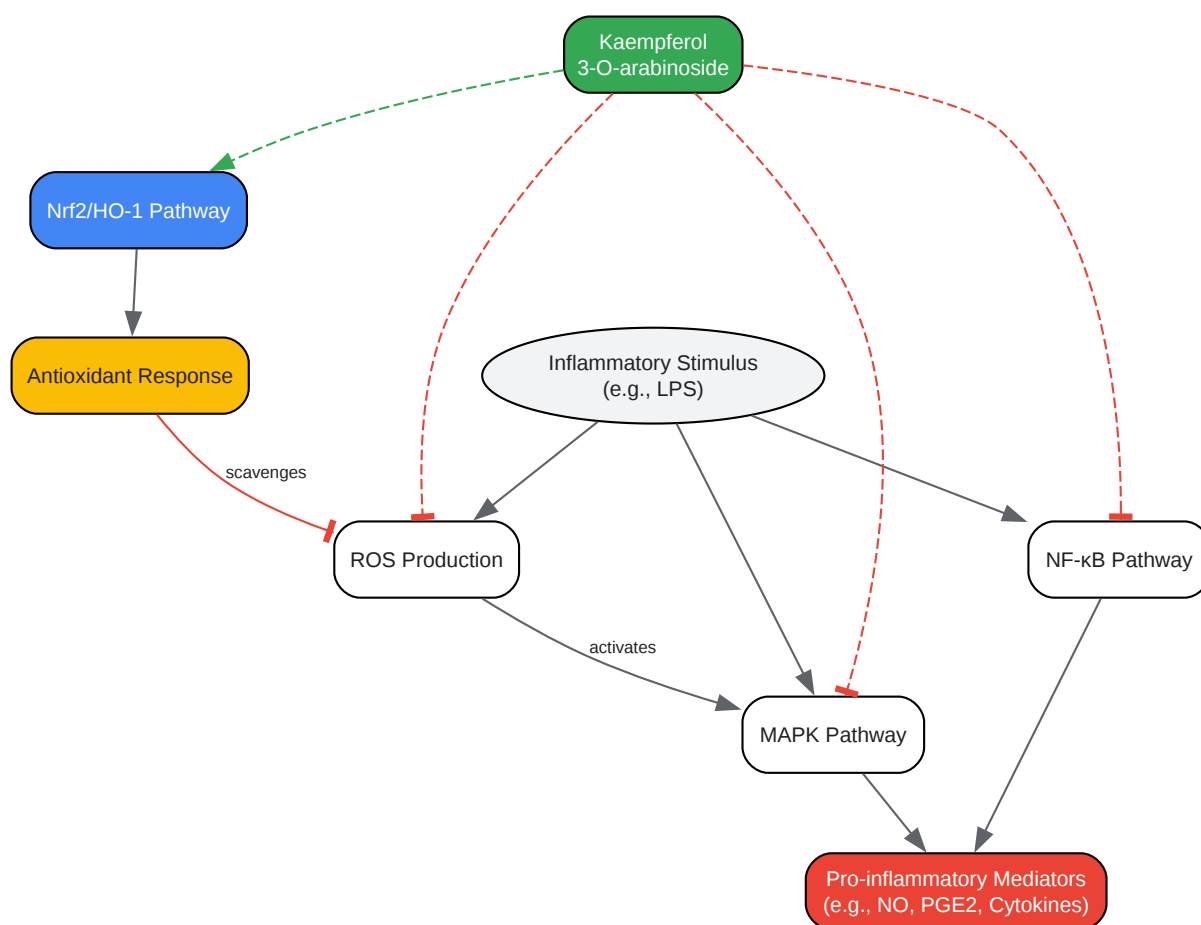 Kaempferol
3-O-arabinoside
Nrf2/HO-1 Pathway
Antioxidant Response
Inflammatory Stimulus
(e.g., LPS)
scavenges
ROS Production
NF-κB Pathway
activates
MAPK Pathway
Pro-inflammatory Mediators
(e.g., NO, PGE2, Cytokines)